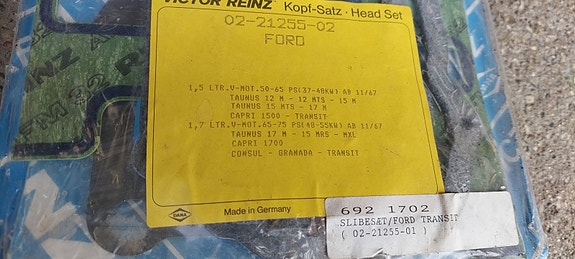 VICTOR REINZ® Kopf-Satz · Head Set
02-21255-02
FORD
1,5 LTR.V-MOT.50-65 PS(37-48KW) AB 11/67
TAUNUS 12 M - 12 MTS - 15 M
TAUNUS 15 MTS - 17 M
CAPRI 1500 - TRANSIT
1,7 LTR.V-MOT.65-75 PS(48-55KW) AB 11/67
TAUNUS 17 M - 15 MRS - MXL
CAPRI 1700
CONSUL - GRANADA - TRANSIT
DANA
Made in Germany
692 1702
SLIBESÆT/FORD TRANSIT
( 02-21255-01 )
REINZ